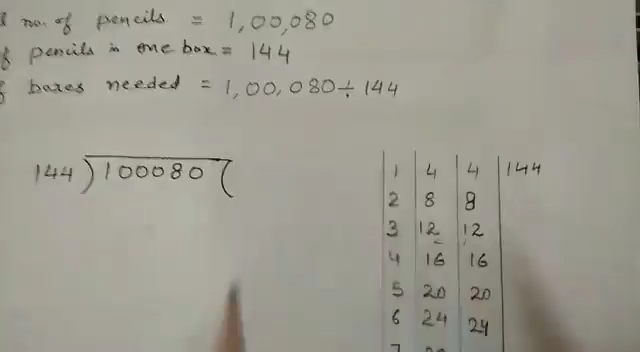 no. of pencils = 1,00,080
pencils in one box = 144
boxes needed = 1,00,080÷144
144)100080(
1 4 4 144
2 8 8
3 12 12
4 16 16
5 20 20
6 24 24
7